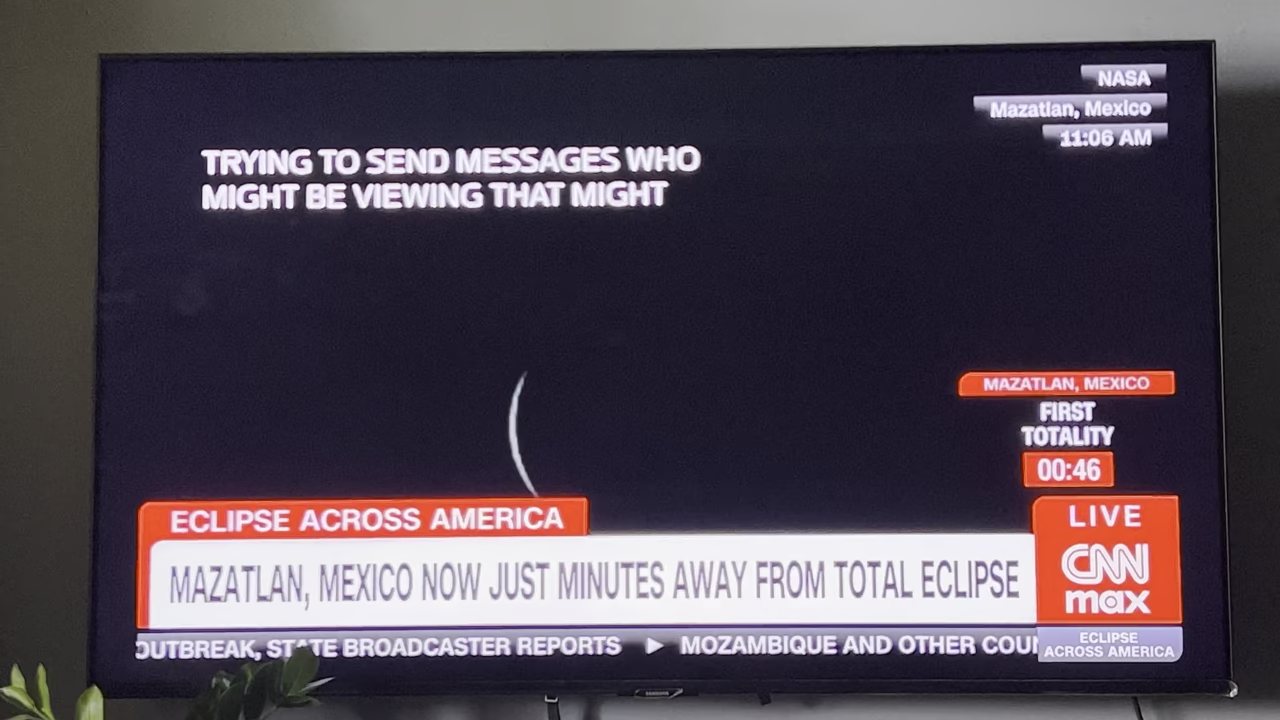 NASA
Mazatlan, Mexico
11:06 AM
TRYING TO SEND MESSAGES WHO
MIGHT BE VIEWING THAT MIGHT
MAZATLAN, MEXICO
FIRST
TOTALITY
00:46
ECLIPSE ACROSS AMERICA
LIVE
CNN
max
MAZATLAN, MEXICO NOW JUST MINUTES AWAY FROM TOTAL ECLIPSE
OUTBREAK, STATE BROADCASTER REPORTS ▶ MOZAMBIQUE AND OTHER COU
ECLIPSE
ACROSS AMERICA
SAMSUNG